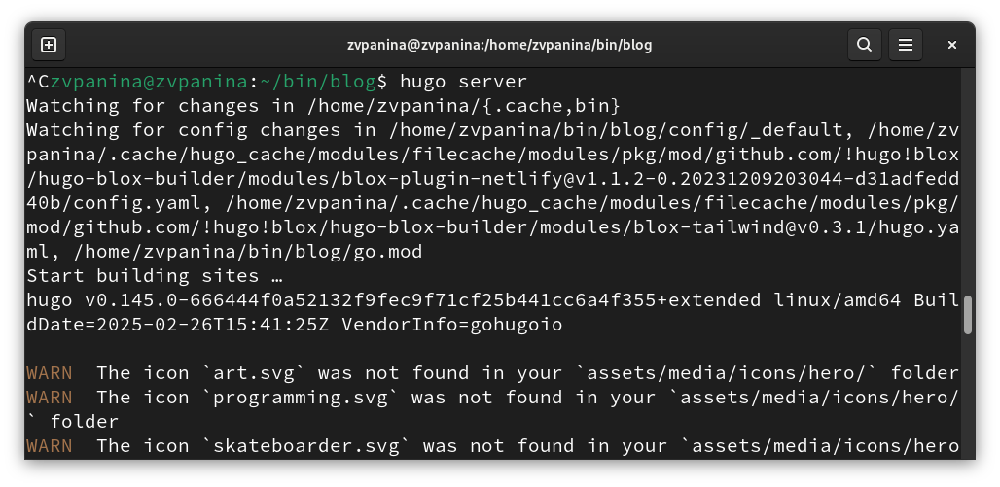 zvpanina@zvpanina:/home/zvpanina/bin/blog
^Czvpanina@zvpanina:~/bin/blog$ hugo server
Watching for changes in /home/zvpanina/{.cache,bin}
Watching for config changes in /home/zvpanina/bin/blog/config/_default, /home/zv
panina/.cache/hugo_cache/modules/filecache/modules/pkg/mod/github.com/!hugo!blox
/hugo-blox-builder/modules/blox-plugin-netlify@v1.1.2-0.20231209203044-d31adfedd
40b/config.yaml, /home/zvpanina/.cache/hugo_cache/modules/filecache/modules/pkg/
mod/github.com/!hugo!blox/hugo-blox-builder/modules/blox-tailwind@v0.3.1/hugo.ya
ml, /home/zvpanina/bin/blog/go.mod
Start building sites …
hugo v0.145.0-666444f0a52132f9fec9f71cf25b441cc6a4f355+extended linux/amd64 Buil
dDate=2025-02-26T15:41:25Z VendorInfo=gohugoio
WARN  The icon `art.svg` was not found in your `assets/media/icons/hero/` folder
WARN  The icon `programming.svg` was not found in your `assets/media/icons/hero/
` folder
WARN  The icon `skateboarder.svg` was not found in your `assets/media/icons/hero